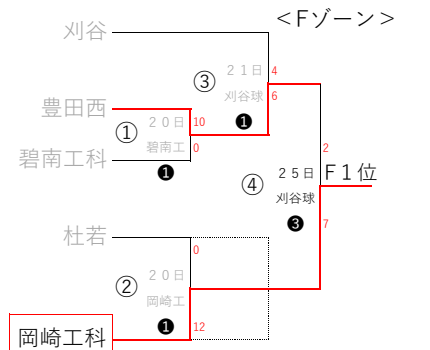 <Fゾーン>
刈谷
③
21日 4
刈谷球 6
❶
豊田西
①
20日 10
碧南工 0
❶
碧南工科
④
25日 2
刈谷球 7
❸
F1位
杜若
②
20日 0
岡崎工
❶ 12
岡崎工科